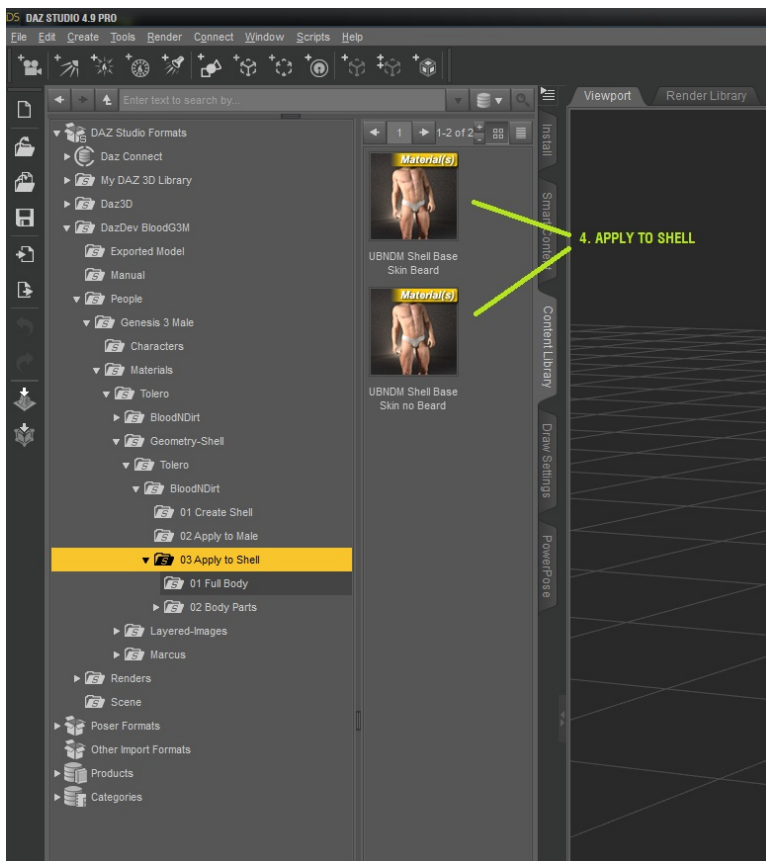 DS DAZ STUDIO 4.9 PRO
File Edit Create Tools Render Connect Window Scripts Help
Enter text to search by...
Viewport
Render Library
DAZ Studio Formats
Daz Connect
My DAZ 3D Library
Daz3D
DazDev BloodG3M
Exported Model
Manual
People
Genesis 3 Male
Characters
Materials
Tolero
BloodNDirt
Geometry-Shell
Tolero
BloodNDirt
01 Create Shell
02 Apply to Male
03 Apply to Shell
01 Full Body
02 Body Parts
Layered-Images
Marcus
Renders
Scene
Poser Formats
Other Import Formats
Products
Categories
1
1-2 of 2
Material(s)
UBNDM Shell Base
Skin Beard
Material(s)
UBNDM Shell Base
Skin no Beard
Install
Smart Content
Content Library
Draw Settings
PowerPose
4. APPLY TO SHELL